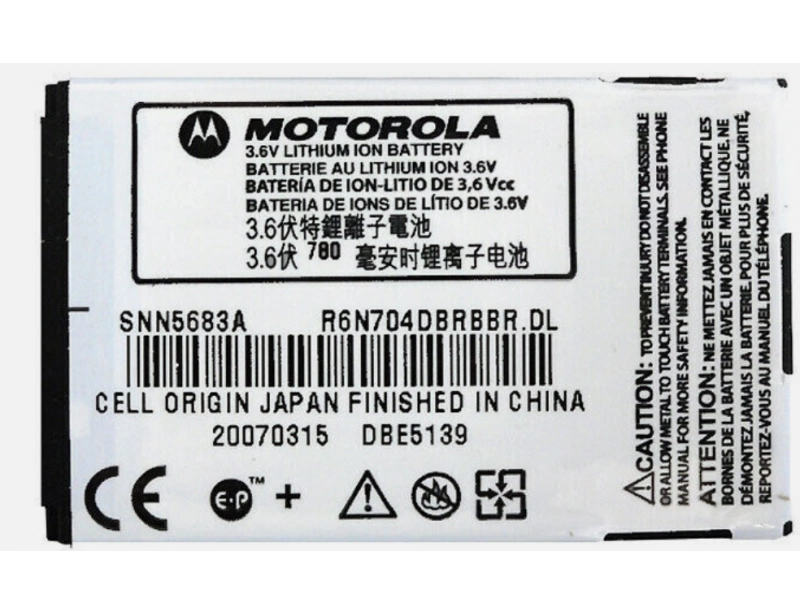 MOTOROLA
3.6V LITHIUM ION BATTERY
BATTERIE AU LITHIUM ION 3.6V
BATERÍA DE ION-LITIO DE 3,6 Vcc
BATERIA DE IONS DE LÍTIO DE 3.6V
3.6伏特鋰離子電池
3.6伏 780 毫安时锂离子电池
SNN5683A R6N704DBRBBR.DL
CELL ORIGIN JAPAN FINISHED IN CHINA
20070315 DBE5139
CE E·P™ +
CAUTION: TO PREVENT INJURY DO NOT DISASSEMBLE
OR ALLOW METAL TO TOUCH BATTERY TERMINALS. SEE PHONE
MANUAL FOR MORE SAFETY INFORMATION.
ATTENTION: NE METTEZ JAMAIS EN CONTACT LES
BORNES DE LA BATTERIE AVEC UN OBJET MÉTALLIQUE. NE
DÉMONTEZ JAMAIS LA BATTERIE. POUR PLUS DE SÉCURITÉ,
REPORTEZ-VOUS AU MANUEL DU TÉLÉPHONE.